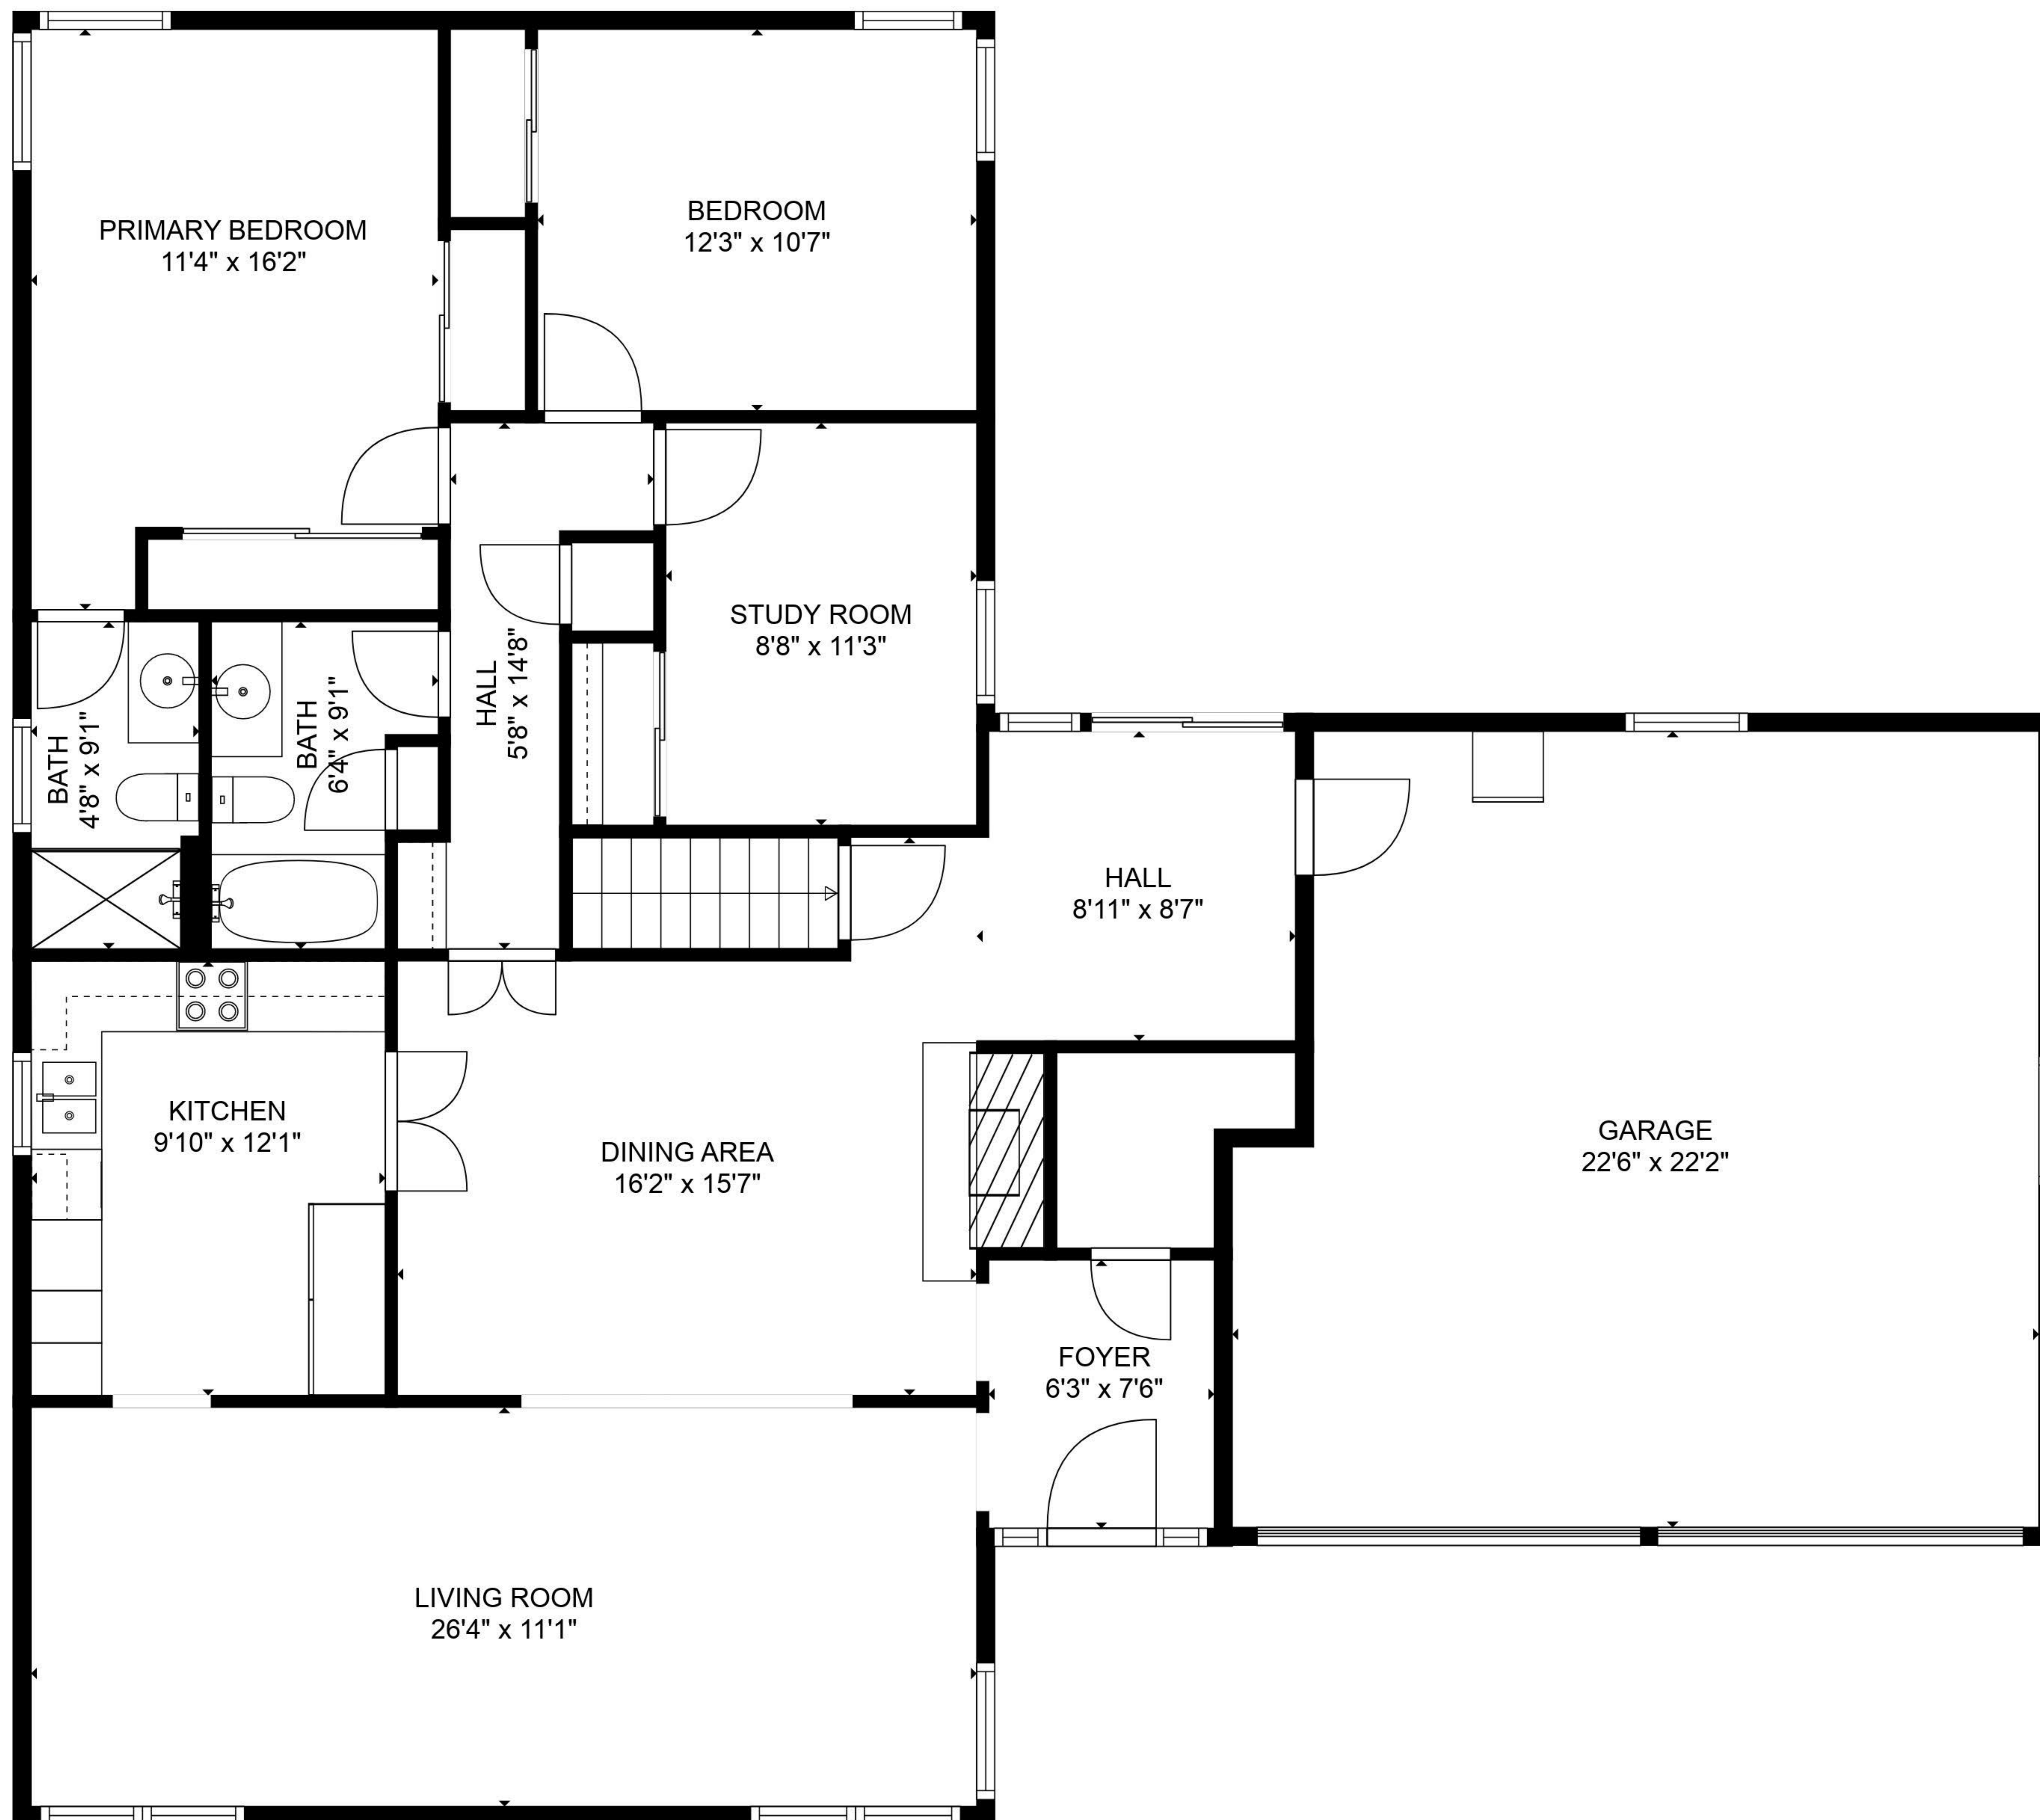 PRIMARY BEDROOM
11'4" x 16'2"
BEDROOM
12'3" x 10'7"
STUDY ROOM
8'8" x 11'3"
HALL
5'8" x 14'8"
BATH
6'4" x 9'1"
BATH
4'8" x 9'1"
HALL
8'11" x 8'7"
KITCHEN
9'10" x 12'1"
DINING AREA
16'2" x 15'7"
GARAGE
22'6" x 22'2"
FOYER
6'3" x 7'6"
LIVING ROOM
26'4" x 11'1"